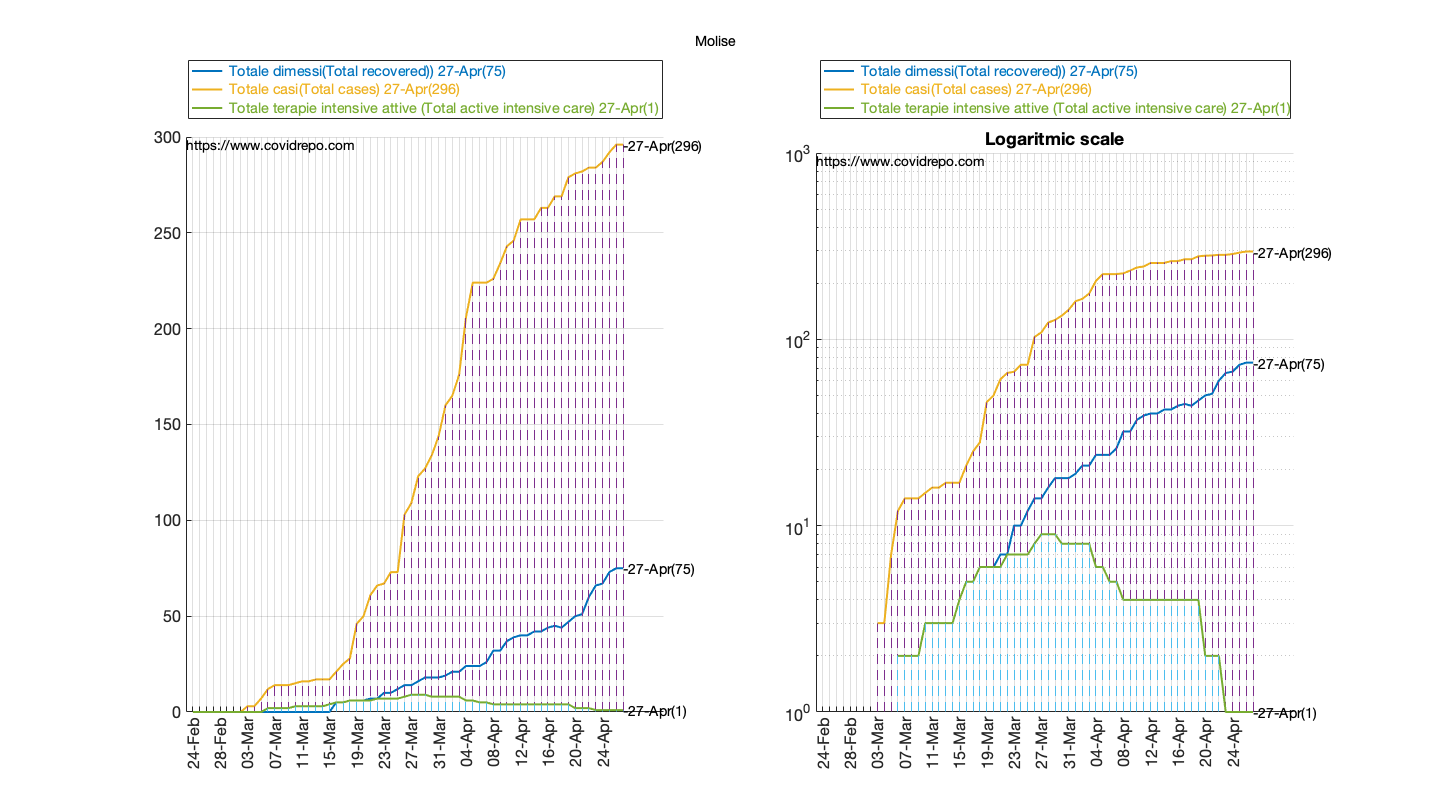 Molise
Totale dimessi(Total recovered)) 27-Apr(75)
Totale casi(Total cases) 27-Apr(296)
Totale terapie intensive attive (Total active intensive care) 27-Apr(1)
https://www.covidrepo.com
300
250
200
150
100
50
0
-27-Apr(296)
-27-Apr(75)
-27-Apr(1)
24-Feb
28-Feb
03-Mar
07-Mar
11-Mar
15-Mar
19-Mar
23-Mar
27-Mar
31-Mar
04-Apr
08-Apr
12-Apr
16-Apr
20-Apr
24-Apr
Totale dimessi(Total recovered)) 27-Apr(75)
Totale casi(Total cases) 27-Apr(296)
Totale terapie intensive attive (Total active intensive care) 27-Apr(1)
Logaritmic scale
https://www.covidrepo.com
10^3
10^2
10^1
10^0
-27-Apr(296)
-27-Apr(75)
-27-Apr(1)
24-Feb
28-Feb
03-Mar
07-Mar
11-Mar
15-Mar
19-Mar
23-Mar
27-Mar
31-Mar
04-Apr
08-Apr
12-Apr
16-Apr
20-Apr
24-Apr